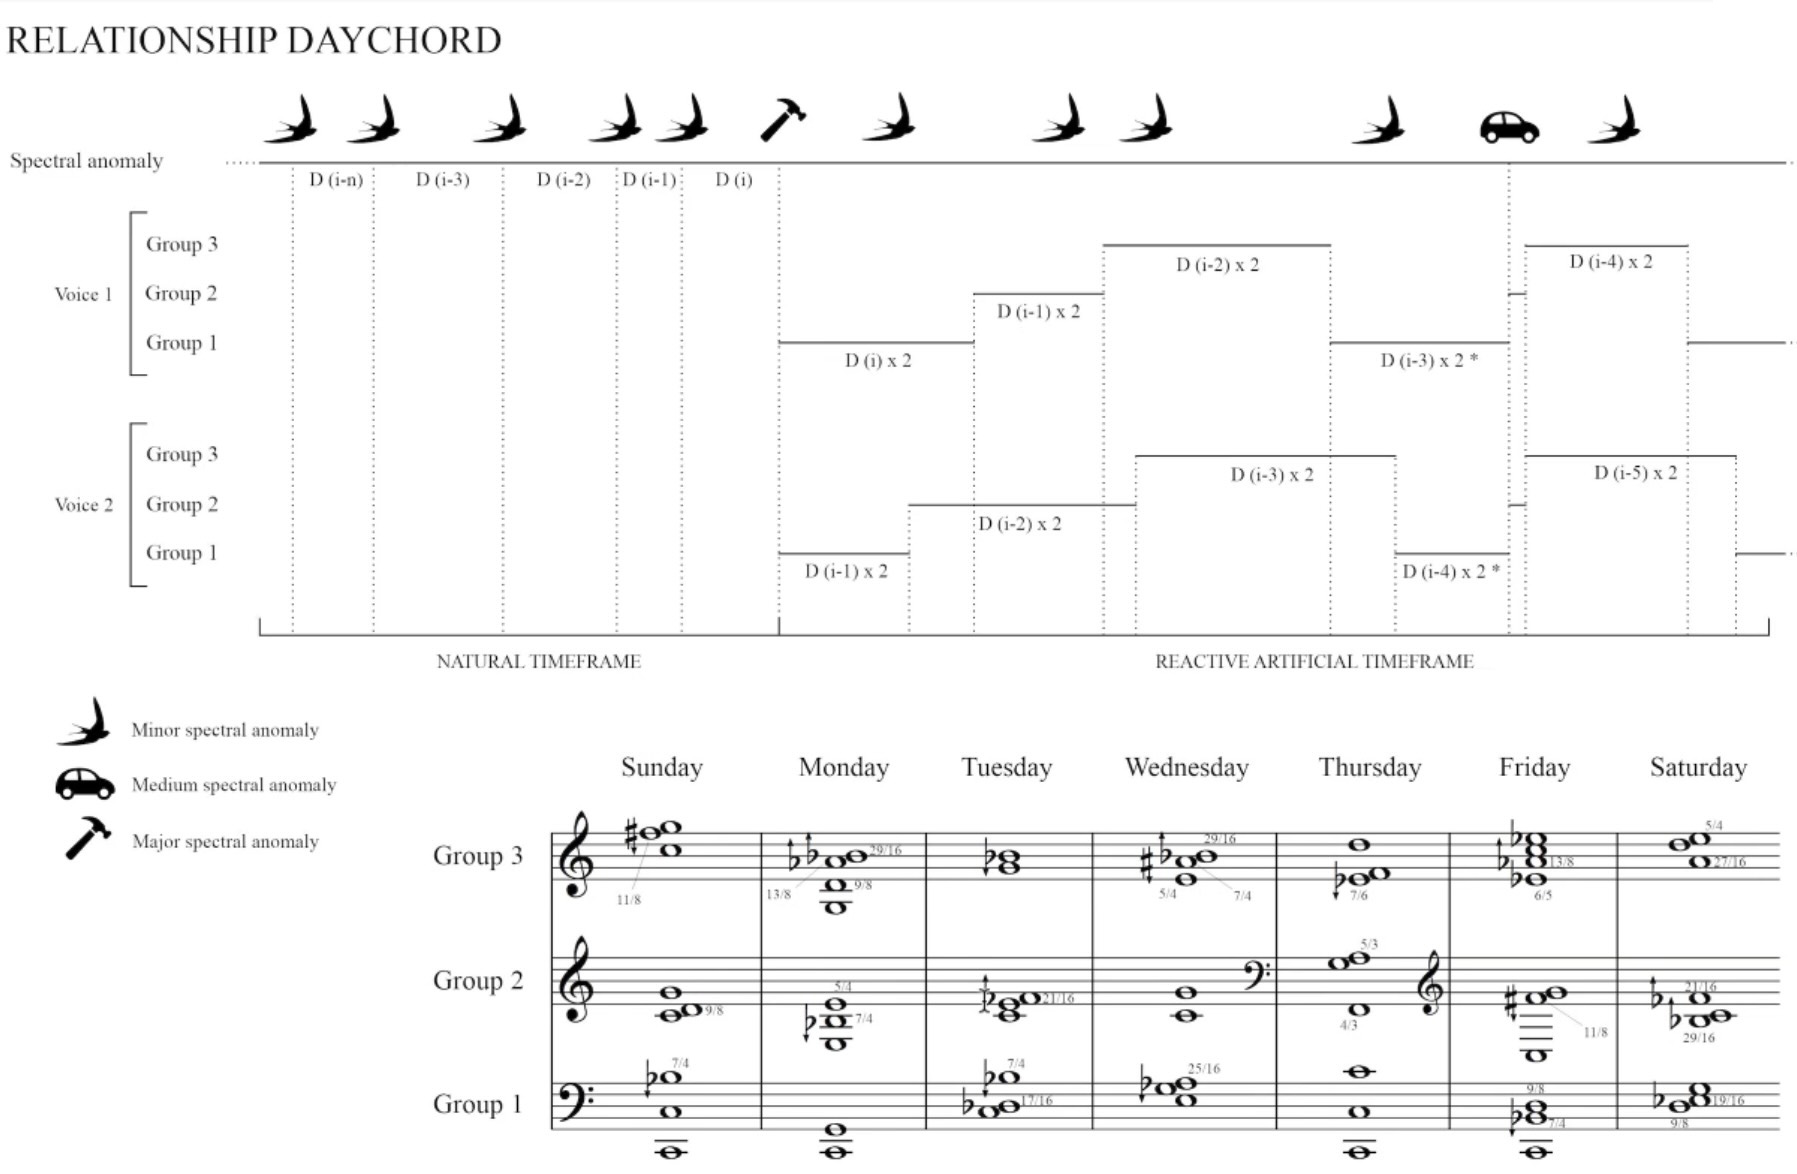 RELATIONSHIP DAYCHORD
Spectral anomaly
D (i-n) D (i-3) D (i-2) D (i-1) D (i)
Voice 1
Group 3
D (i-2) x 2 D (i-4) x 2
Group 2
D (i-1) x 2
Group 1
D (i) x 2 D (i-3) x 2 *
Voice 2
Group 3
D (i-3) x 2 D (i-5) x 2
Group 2
D (i-2) x 2
Group 1
D (i-1) x 2 D (i-4) x 2 *
NATURAL TIMEFRAME REACTIVE ARTIFICIAL TIMEFRAME
Minor spectral anomaly
Medium spectral anomaly
Major spectral anomaly
Sunday Monday Tuesday Wednesday Thursday Friday Saturday
Group 3
11/8
29/16
13/8
9/8
29/16
5/4
7/4
7/6
13/8
6/5
5/4
27/16
Group 2
9/8
5/4
7/4
21/16
5/3
4/3
11/8
21/16
29/16
Group 1
7/4
7/4
17/16
25/16
9/8
7/4
19/16
9/8